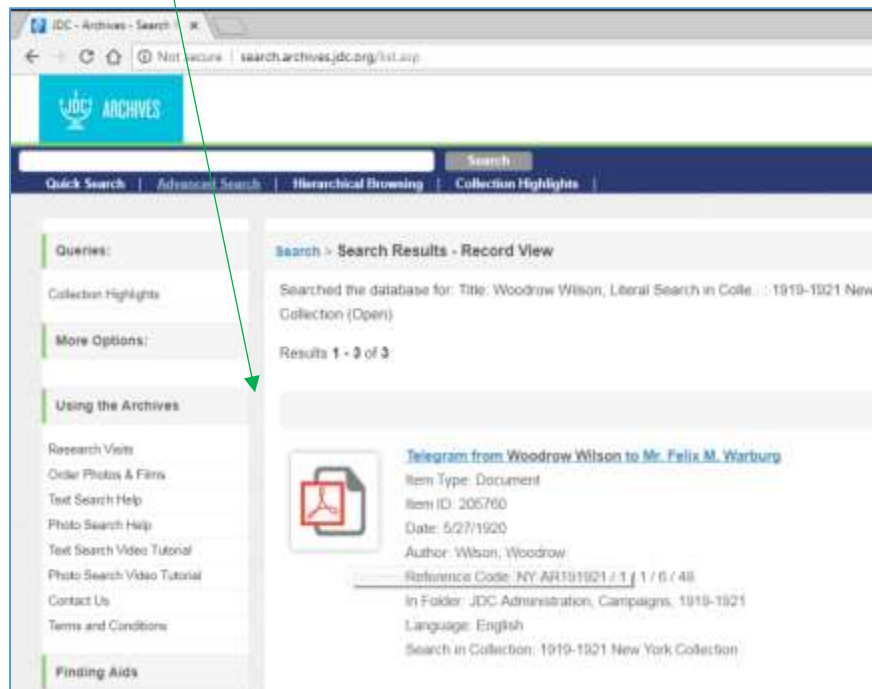 JDC - Archives - Search
Not secure | search.archives.jdc.org/list.asp
JDC ARCHIVES
Search
Quick Search | Advanced Search | Hierarchical Browsing | Collection Highlights |
Queries:
Collection Highlights
More Options:
Using the Archives
Research Visits
Order Photos & Films
Text Search Help
Photo Search Help
Text Search Video Tutorial
Photo Search Video Tutorial
Contact Us
Terms and Conditions
Finding Aids
Search > Search Results - Record View
Searched the database for: Title: Woodrow Wilson, Literal Search in Colle... : 1919-1921 New
Collection (Open)
Results 1 - 3 of 3
Telegram from Woodrow Wilson to Mr. Felix M. Warburg
Item Type: Document
Item ID: 205760
Date: 5/27/1920
Author: Wilson, Woodrow
Reference Code: NY AR191921 / 1 / 1 / 6 / 48
In Folder: JDC Administration, Campaigns, 1919-1921
Language: English
Search in Collection: 1919-1921 New York Collection